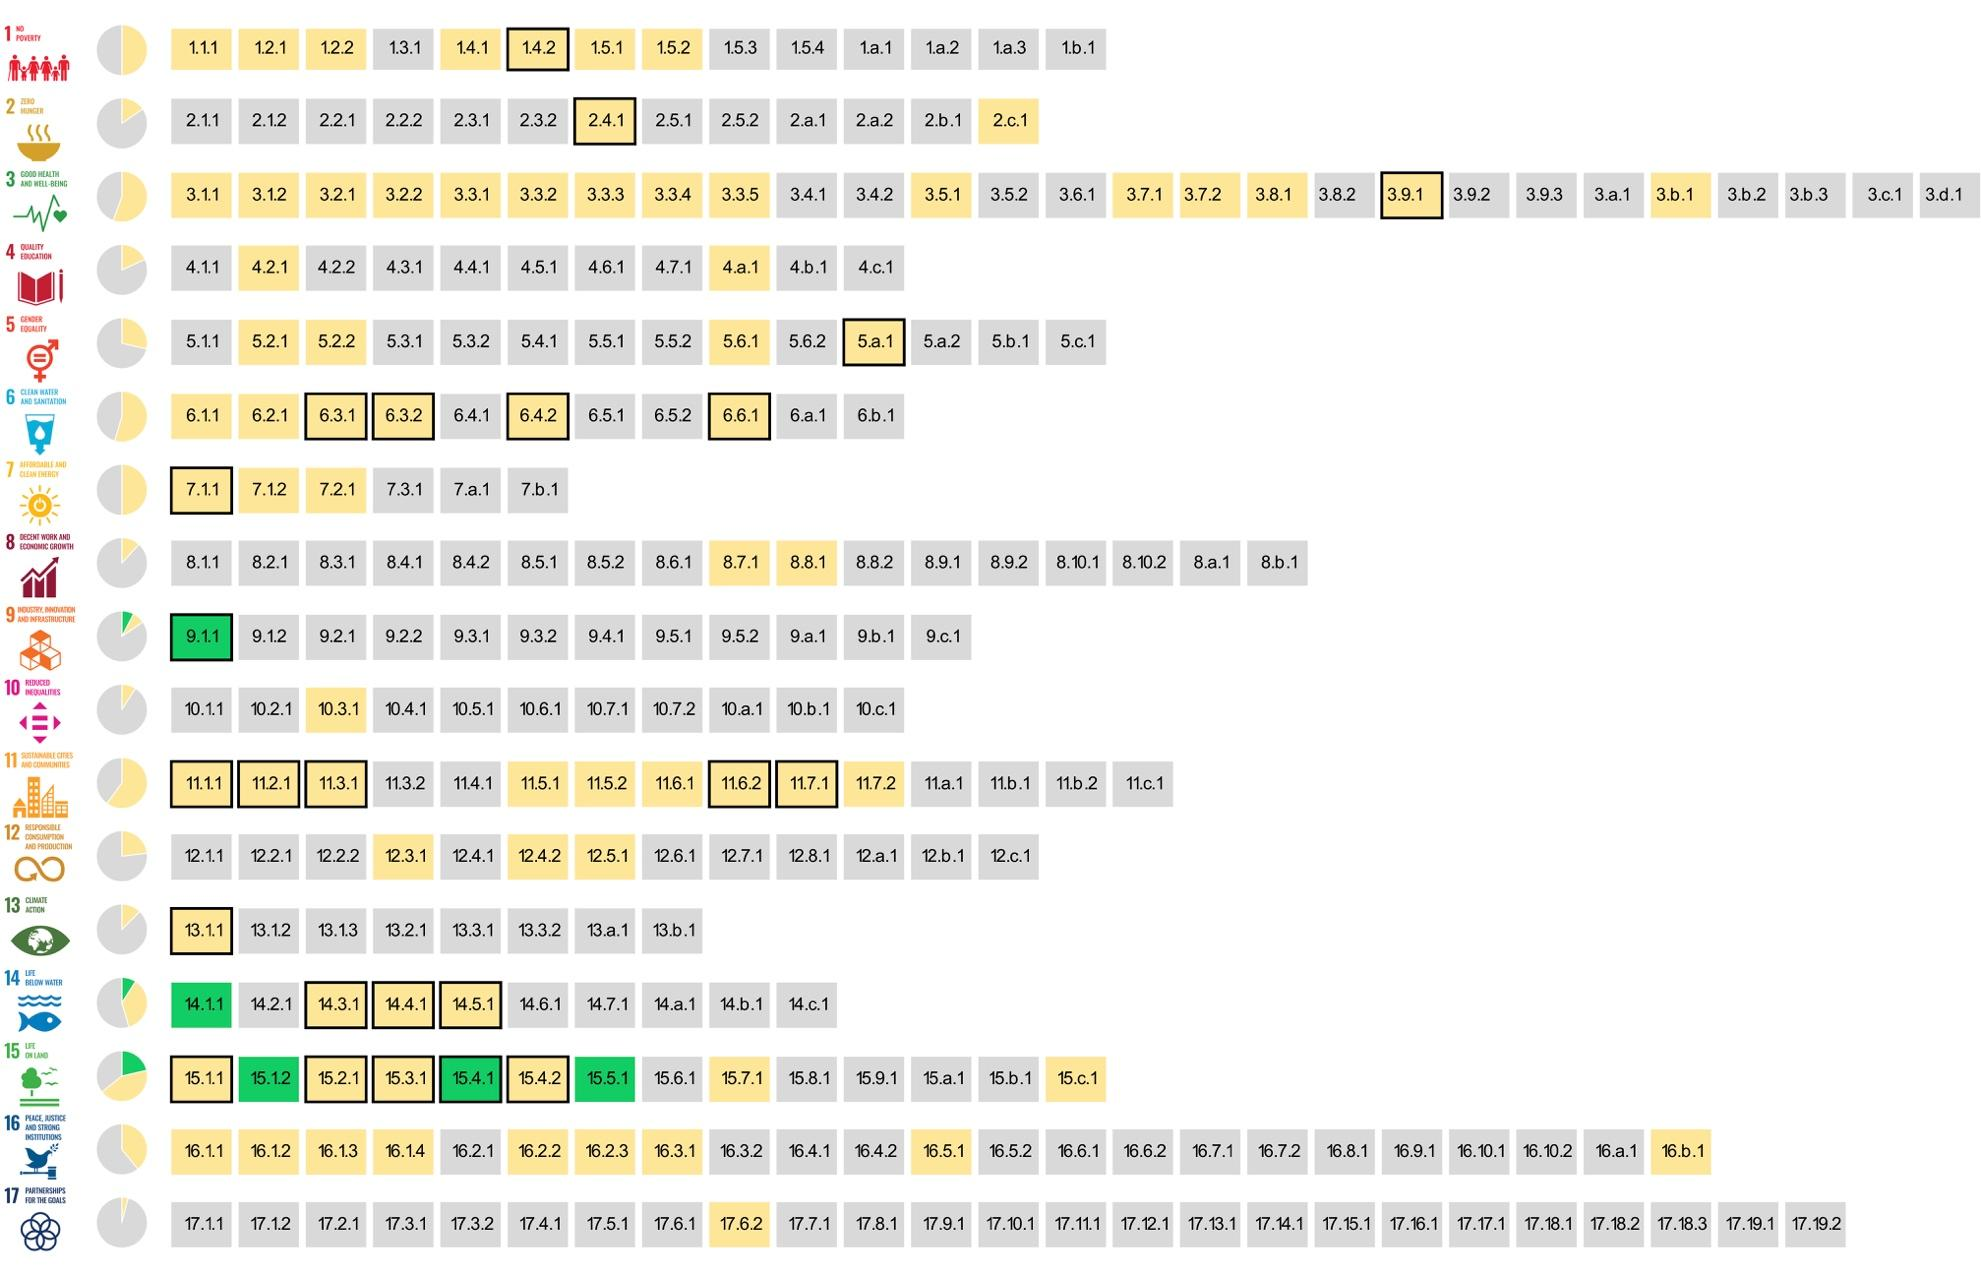 1 NO
POVERTY
1.1.1 1.2.1 1.2.2 1.3.1 1.4.1 1.4.2 1.5.1 1.5.2 1.5.3 1.5.4 1.a.1 1.a.2 1.a.3 1.b.1
2 ZERO
HUNGER
2.1.1 2.1.2 2.2.1 2.2.2 2.3.1 2.3.2 2.4.1 2.5.1 2.5.2 2.a.1 2.a.2 2.b.1 2.c.1
3 GOOD HEALTH
AND WELL-BEING
3.1.1 3.1.2 3.2.1 3.2.2 3.3.1 3.3.2 3.3.3 3.3.4 3.3.5 3.4.1 3.4.2 3.5.1 3.5.2 3.6.1 3.7.1 3.7.2 3.8.1 3.8.2 3.9.1 3.9.2 3.9.3 3.a.1 3.b.1 3.b.2 3.b.3 3.c.1 3.d.1
4 QUALITY
EDUCATION
4.1.1 4.2.1 4.2.2 4.3.1 4.4.1 4.5.1 4.6.1 4.7.1 4.a.1 4.b.1 4.c.1
5 GENDER
EQUALITY
5.1.1 5.2.1 5.2.2 5.3.1 5.3.2 5.4.1 5.5.1 5.5.2 5.6.1 5.6.2 5.a.1 5.a.2 5.b.1 5.c.1
6 CLEAN WATER
AND SANITATION
6.1.1 6.2.1 6.3.1 6.3.2 6.4.1 6.4.2 6.5.1 6.5.2 6.6.1 6.a.1 6.b.1
7 AFFORDABLE AND
CLEAN ENERGY
7.1.1 7.1.2 7.2.1 7.3.1 7.a.1 7.b.1
8 DECENT WORK AND
ECONOMIC GROWTH
8.1.1 8.2.1 8.3.1 8.4.1 8.4.2 8.5.1 8.5.2 8.6.1 8.7.1 8.8.1 8.8.2 8.9.1 8.9.2 8.10.1 8.10.2 8.a.1 8.b.1
9 INDUSTRY, INNOVATION
AND INFRASTRUCTURE
9.1.1 9.1.2 9.2.1 9.2.2 9.3.1 9.3.2 9.4.1 9.5.1 9.5.2 9.a.1 9.b.1 9.c.1
10 REDUCED
INEQUALITIES
10.1.1 10.2.1 10.3.1 10.4.1 10.5.1 10.6.1 10.7.1 10.7.2 10.a.1 10.b.1 10.c.1
11 SUSTAINABLE CITIES
AND COMMUNITIES
11.1.1 11.2.1 11.3.1 11.3.2 11.4.1 11.5.1 11.5.2 11.6.1 11.6.2 11.7.1 11.7.2 11.a.1 11.b.1 11.b.2 11.c.1
12 RESPONSIBLE
CONSUMPTION
AND PRODUCTION
12.1.1 12.2.1 12.2.2 12.3.1 12.4.1 12.4.2 12.5.1 12.6.1 12.7.1 12.8.1 12.a.1 12.b.1 12.c.1
13 CLIMATE
ACTION
13.1.1 13.1.2 13.1.3 13.2.1 13.3.1 13.3.2 13.a.1 13.b.1
14 LIFE
BELOW WATER
14.1.1 14.2.1 14.3.1 14.4.1 14.5.1 14.6.1 14.7.1 14.a.1 14.b.1 14.c.1
15 LIFE
ON LAND
15.1.1 15.1.2 15.2.1 15.3.1 15.4.1 15.4.2 15.5.1 15.6.1 15.7.1 15.8.1 15.9.1 15.a.1 15.b.1 15.c.1
16 PEACE, JUSTICE
AND STRONG
INSTITUTIONS
16.1.1 16.1.2 16.1.3 16.1.4 16.2.1 16.2.2 16.2.3 16.3.1 16.3.2 16.4.1 16.4.2 16.5.1 16.5.2 16.6.1 16.6.2 16.7.1 16.7.2 16.8.1 16.9.1 16.10.1 16.10.2 16.a.1 16.b.1
17 PARTNERSHIPS
FOR THE GOALS
17.1.1 17.1.2 17.2.1 17.3.1 17.3.2 17.4.1 17.5.1 17.6.1 17.6.2 17.7.1 17.8.1 17.9.1 17.10.1 17.11.1 17.12.1 17.13.1 17.14.1 17.15.1 17.16.1 17.17.1 17.18.1 17.18.2 17.18.3 17.19.1 17.19.2